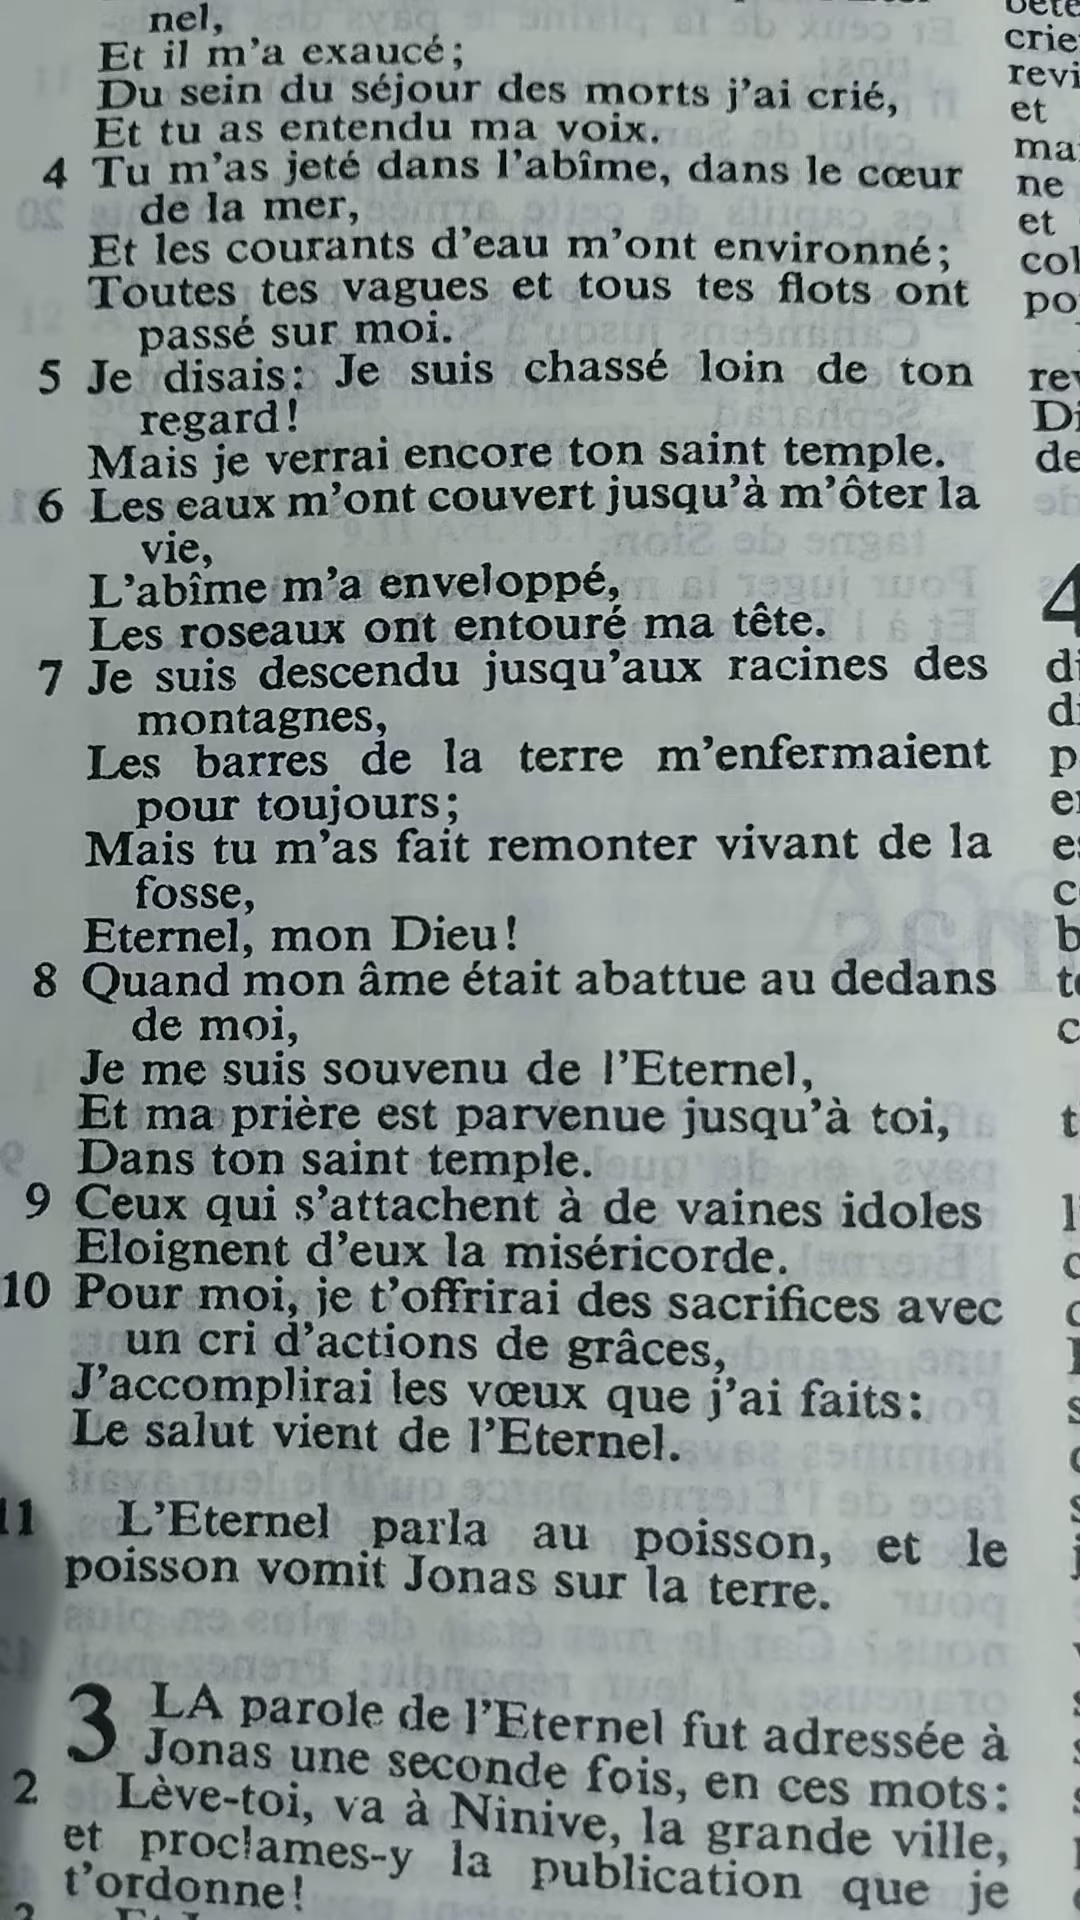 nel,
Et il m'a exaucé;
Du sein du séjour des morts j'ai crié,
Et tu as entendu ma voix.
4 Tu m'as jeté dans l'abîme, dans le cœur
de la mer,
Et les courants d'eau m'ont environné;
Toutes tes vagues et tous tes flots ont
passé sur moi.
5 Je disais: Je suis chassé loin de ton
regard!
Mais je verrai encore ton saint temple.
6 Les eaux m'ont couvert jusqu'à m'ôter la
vie,
L'abîme m'a enveloppé,
Les roseaux ont entouré ma tête.
7 Je suis descendu jusqu'aux racines des
montagnes,
Les barres de la terre m'enfermaient
pour toujours;
Mais tu m'as fait remonter vivant de la
fosse,
Eternel, mon Dieu!
8 Quand mon âme était abattue au dedans
de moi,
Je me suis souvenu de l'Eternel,
Et ma prière est parvenue jusqu'à toi,
Dans ton saint temple.
9 Ceux qui s'attachent à de vaines idoles
Eloignent d'eux la miséricorde.
10 Pour moi, je t'offrirai des sacrifices avec
un cri d'actions de grâces,
J'accomplirai les vœux que j'ai faits:
Le salut vient de l'Eternel.
11 L'Eternel parla au poisson, et le
poisson vomit Jonas sur la terre.
3 LA parole de l'Eternel fut adressée à
Jonas une seconde fois, en ces mots:
2 Lève-toi, va à Ninive, la grande ville,
et proclames-y la publication que je
t'ordonne!
et
ne
et
4